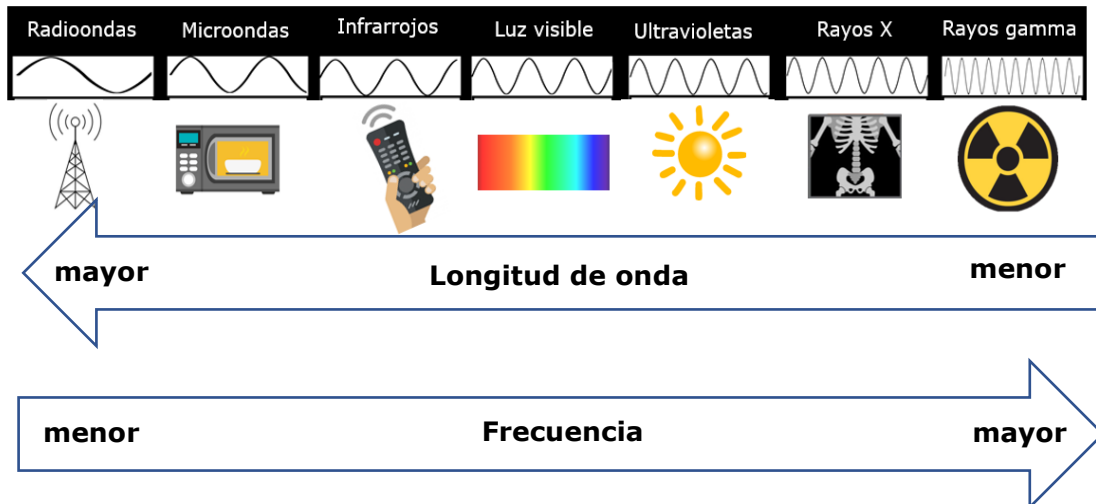 Radioondas Microondas Infrarrojos Luz visible Ultravioletas Rayos X Rayos gamma
mayor Longitud de onda menor
menor Frecuencia mayor